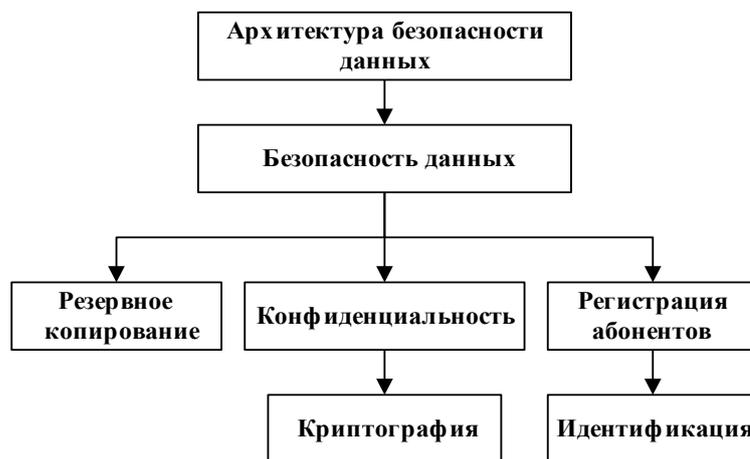 Архитектура безопасности
данных
Безопасность данных
Резервное
копирование
Конфиденциальность
Регистрация
абонентов
Криптография
Идентификация